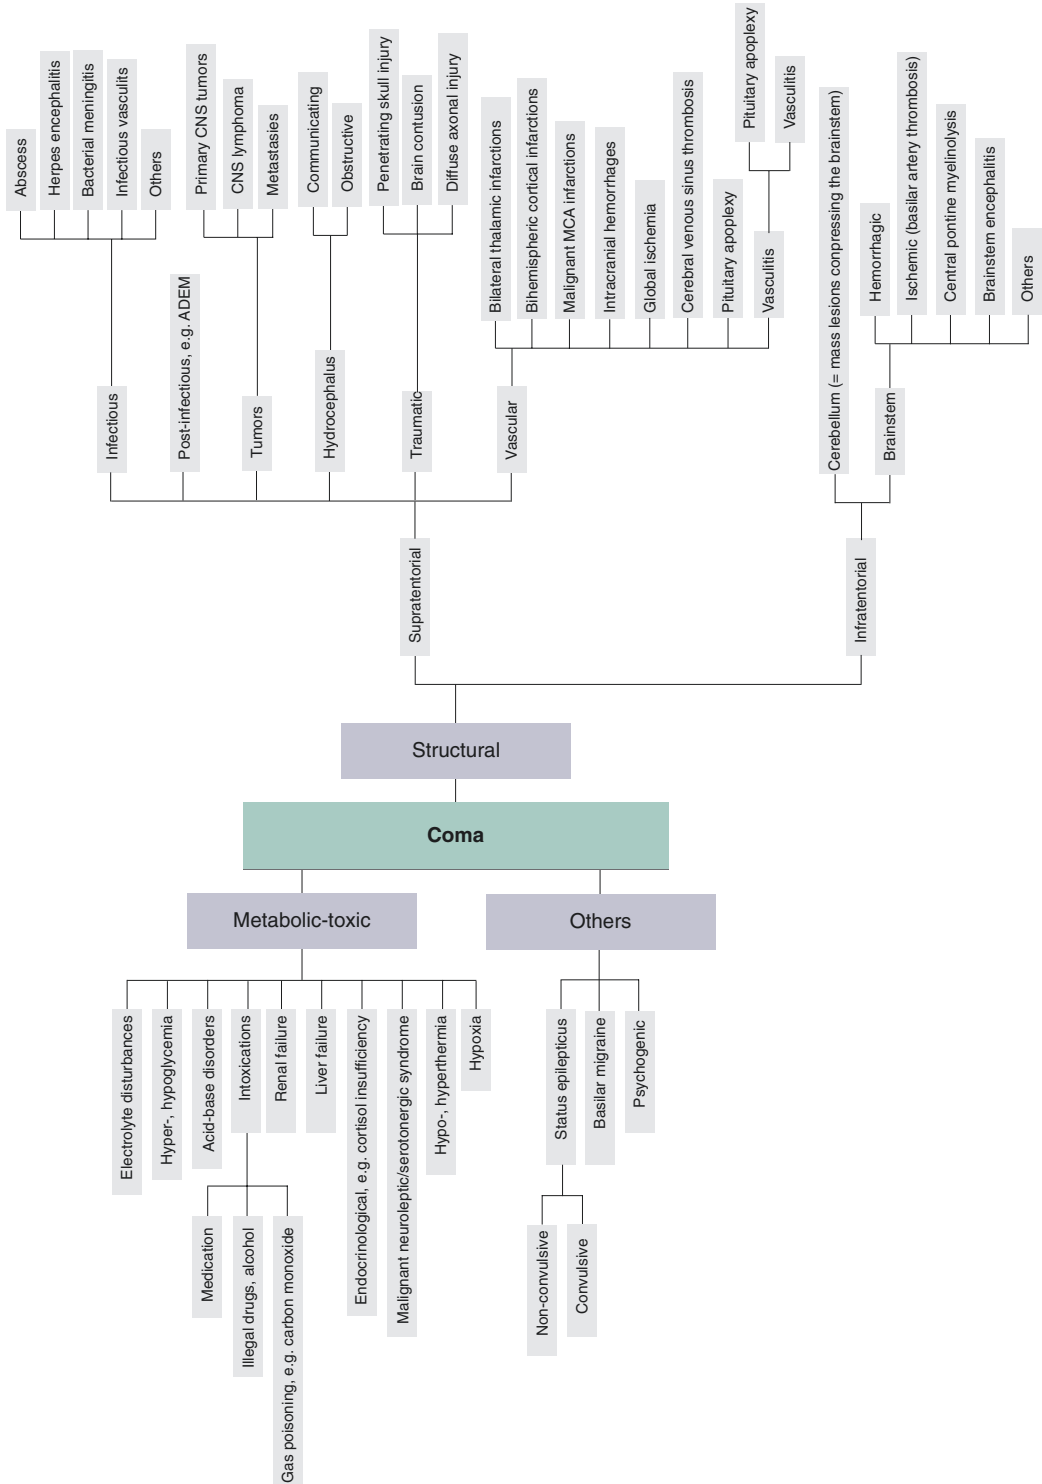 Abscess
Herpes encephalitis
Bacterial meningitis
Infectious vasculits
Others
Primary CNS tumors
CNS lymphoma
Metastasies
Communicating
Obstructive
Penetrating skull injury
Brain contusion
Diffuse axonal injury
Bilateral thalamic infarctions
Bihemispheric cortical infarctions
Malignant MCA infarctions
Intracranial hemorrhages
Global ischemia
Cerebral venous sinus thrombosis
Pituitary apoplexy
Vasculitis
Pituitary apoplexy
Vasculitis
Cerebellum (= mass lesions conpressing the brainstem)
Hemorrhagic
Ischemic (basilar artery thrombosis)
Central pontine myelinolysis
Brainstem encephalitis
Others
Infectious
Post-infectious, e.g. ADEM
Tumors
Hydrocephalus
Traumatic
Vascular
Brainstem
Supratentorial
Infratentorial
Structural
Coma
Metabolic-toxic
Others
Electrolyte disturbances
Hyper-, hypoglycemia
Acid-base disorders
Intoxications
Renal failure
Liver failure
Endocrinological, e.g. cortisol insufficiency
Malignant neuroleptic/serotonergic syndrome
Hypo-, hyperthermia
Hypoxia
Status epilepticus
Basilar migraine
Psychogenic
Medication
Illegal drugs, alcohol
Gas poisoning, e.g. carbon monoxide
Non-convulsive
Convulsive